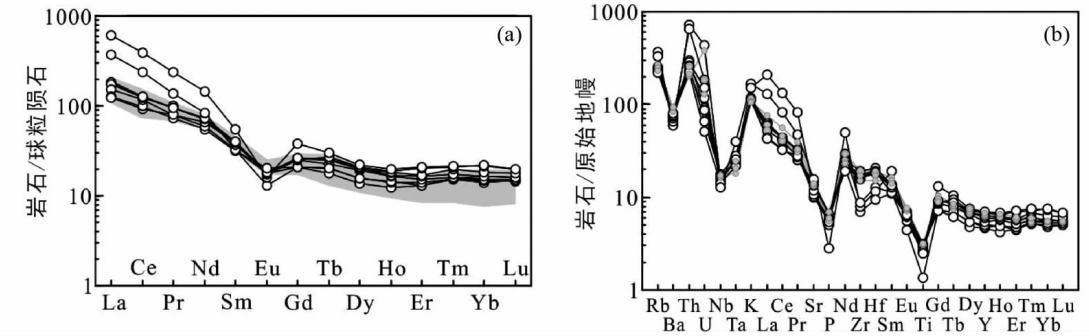 1000
(a)
100
10
1
岩石/球粒陨石
Ce Nd Eu Tb Ho Tm Lu
La Pr Sm Gd Dy Er Yb
1000
(b)
100
10
1
岩石/原始地幔
Rb Th Nb K Ce Sr Nd Hf Eu Gd Dy Ho Tm Lu
Ba U Ta La Pr P Zr Sm Ti Tb Y Er Yb